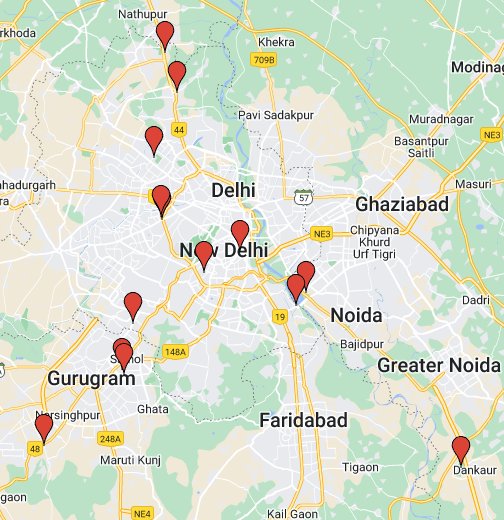 Nathupur
arkhoda
Khekra
709B
Modinag
Pavi Sadakpur
Muradnagar
44
NE3
Basantpur
Saitli
ahadurgarh
Masuri
ra
Delhi
57
Ghaziabad
NE3
Chipyana
Khurd
Urf Tigri
New Delhi
Dadri
19
Noida
Bajidpur
148A
Greater Noida
Gurugram
Ghata
Narsinghpur
Faridabad
248A
48
Maruti Kunj
Tigaon
Dankaur
gaon
NE4
Kail Gaon